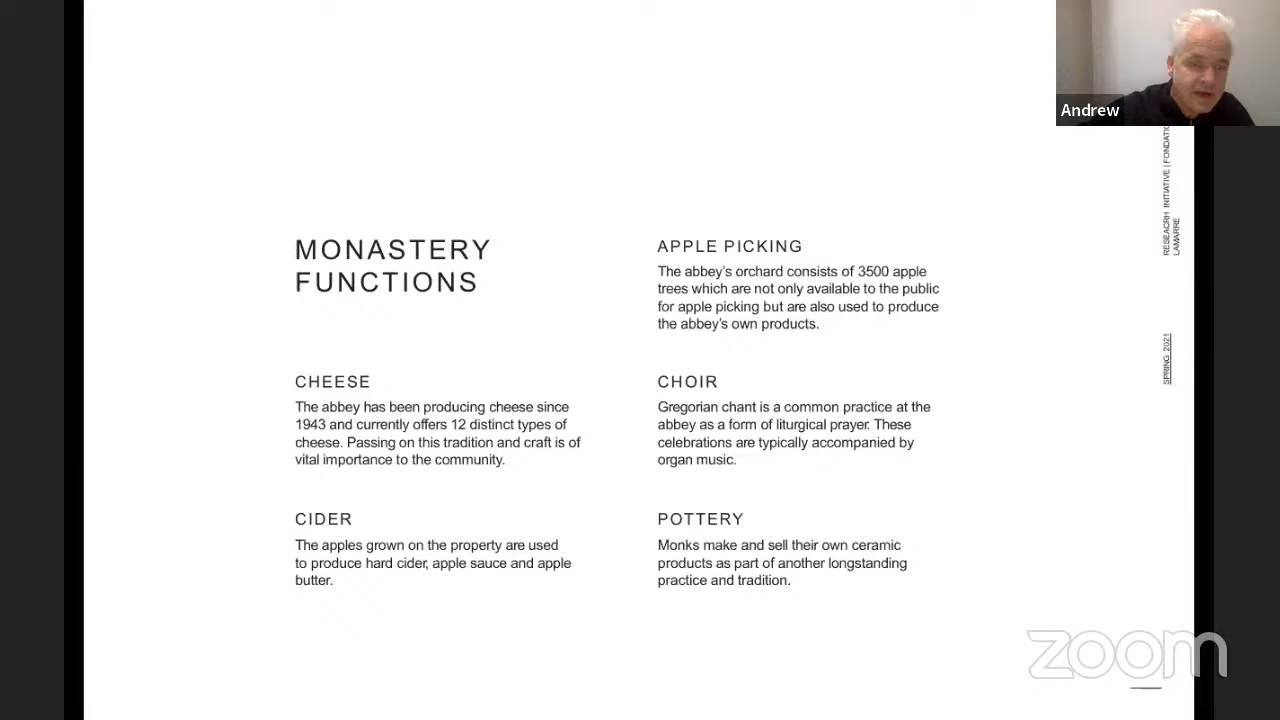 Andrew
MONASTERY
FUNCTIONS
APPLE PICKING
The abbey's orchard consists of 3500 apple
trees which are not only available to the public
for apple picking but are also used to produce
the abbey's own products.
CHEESE
The abbey has been producing cheese since
1943 and currently offers 12 distinct types of
cheese. Passing on this tradition and craft is of
vital importance to the community.
CHOIR
Gregorian chant is a common practice at the
abbey as a form of liturgical prayer. These
celebrations are typically accompanied by
organ music.
CIDER
The apples grown on the property are used
to produce hard cider, apple sauce and apple
butter.
POTTERY
Monks make and sell their own ceramic
products as part of another longstanding
practice and tradition.
RESEACRH INITIATIVE |
LAMARRE
SPRING 2021
zoom